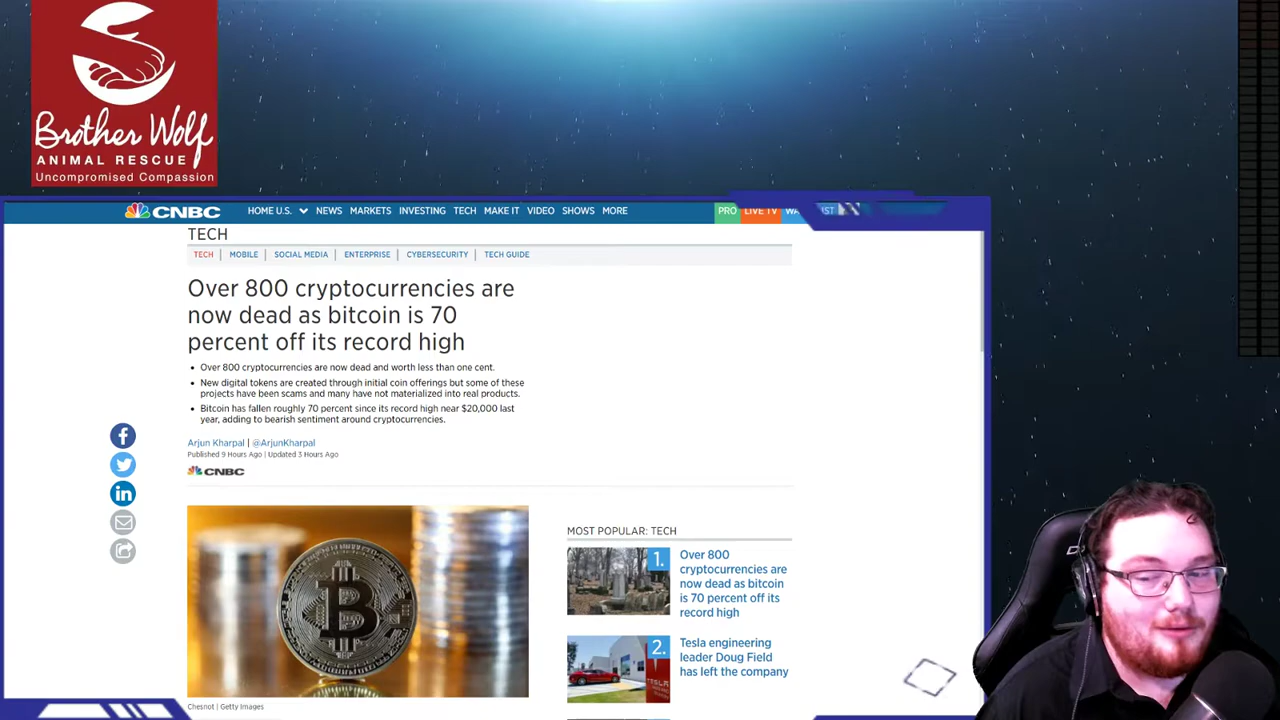 Brother Wolf
ANIMAL RESCUE
Uncompromised Compassion
CNBC
HOME U.S. NEWS MARKETS INVESTING TECH MAKE IT VIDEO SHOWS MORE
PRO LIVE TV
TECH
TECH | MOBILE | SOCIAL MEDIA | ENTERPRISE | CYBERSECURITY | TECH GUIDE
Over 800 cryptocurrencies are
now dead as bitcoin is 70
percent off its record high
• Over 800 cryptocurrencies are now dead and worth less than one cent.
• New digital tokens are created through initial coin offerings but some of these
projects have been scams and many have not materialized into real products.
• Bitcoin has fallen roughly 70 percent since its record high near $20,000 last
year, adding to bearish sentiment around cryptocurrencies.
Arjun Kharpal | @ArjunKharpal
Published 9 Hours Ago | Updated 3 Hours Ago
CNBC
Chesnot | Getty Images
MOST POPULAR: TECH
1.
Over 800
cryptocurrencies are
now dead as bitcoin
is 70 percent off its
record high
2.
Tesla engineering
leader Doug Field
has left the company